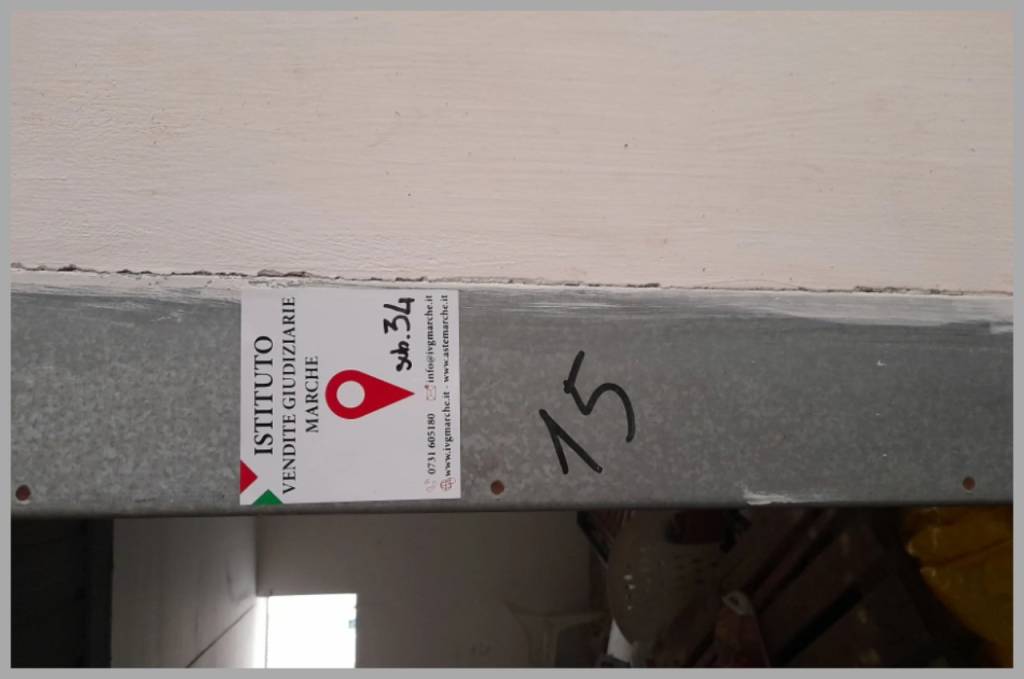 ISTITUTO
VENDITE GIUDIZIARIE
MARCHE
sub.34
0731 605180 info@ivgmarche.it
www.ivgmarche.it - www.astemarche.it
15